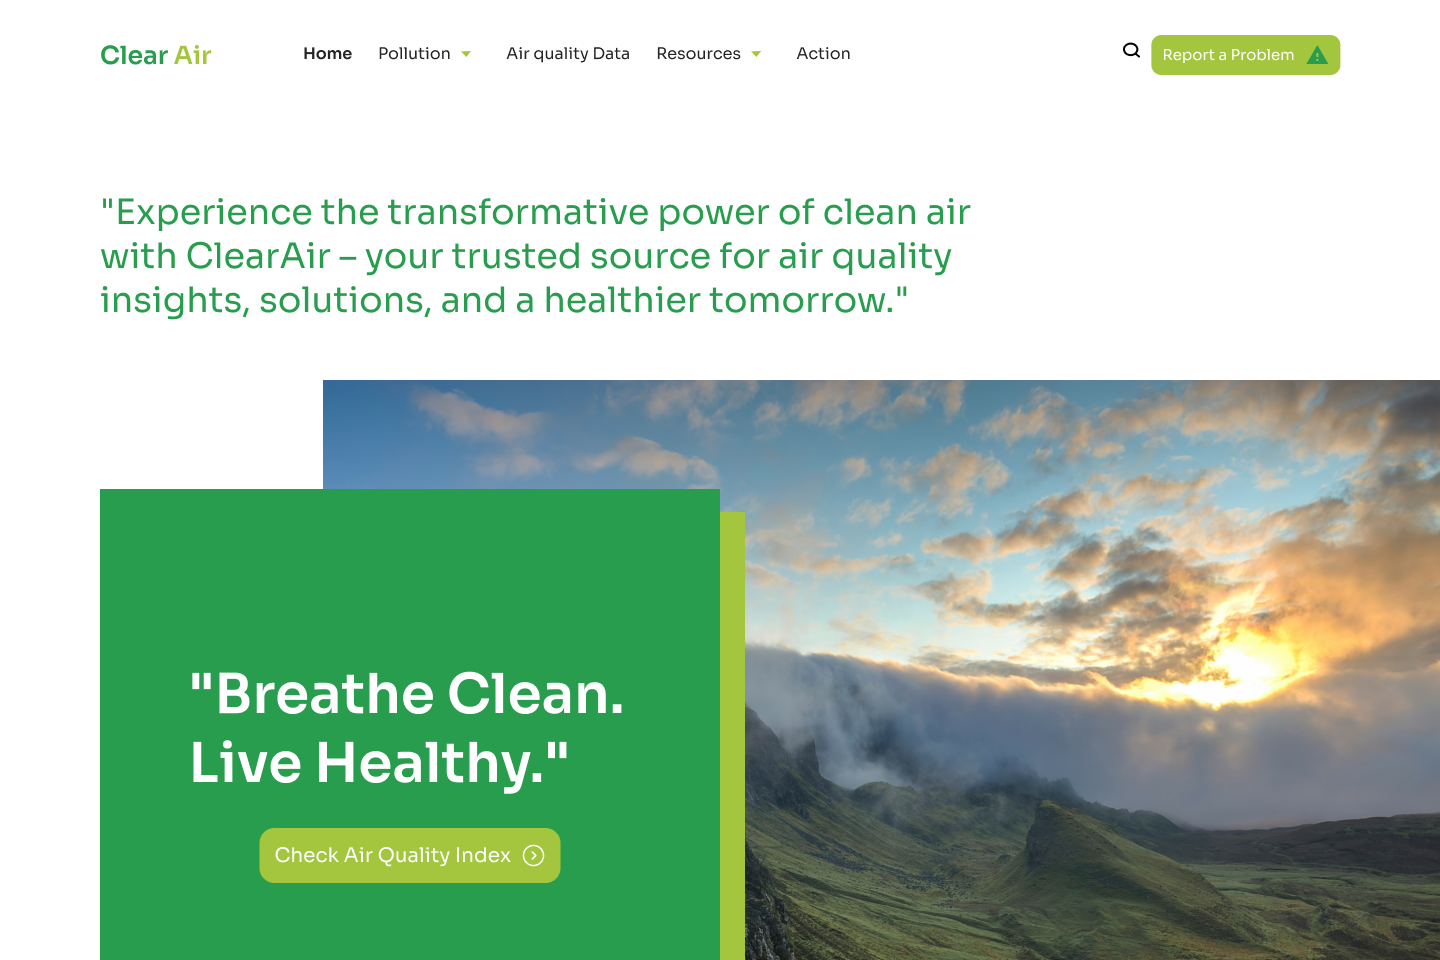 Clear Air
Home Pollution Air quality Data Resources Action
Report a Problem
"Experience the transformative power of clean air
with ClearAir – your trusted source for air quality
insights, solutions, and a healthier tomorrow."
"Breathe Clean.
Live Healthy."
Check Air Quality Index